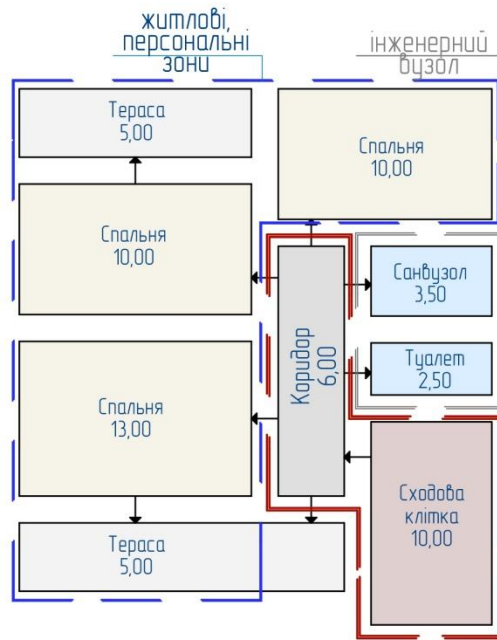 житлові,
персональні
зони
інженерний
вузол
Тераса
5,00
Спальня
10,00
Спальня
10,00
Санвузол
3,50
Коридор
6,00
Туалет
2,50
Спальня
13,00
Сходова
клітка
10,00
Тераса
5,00